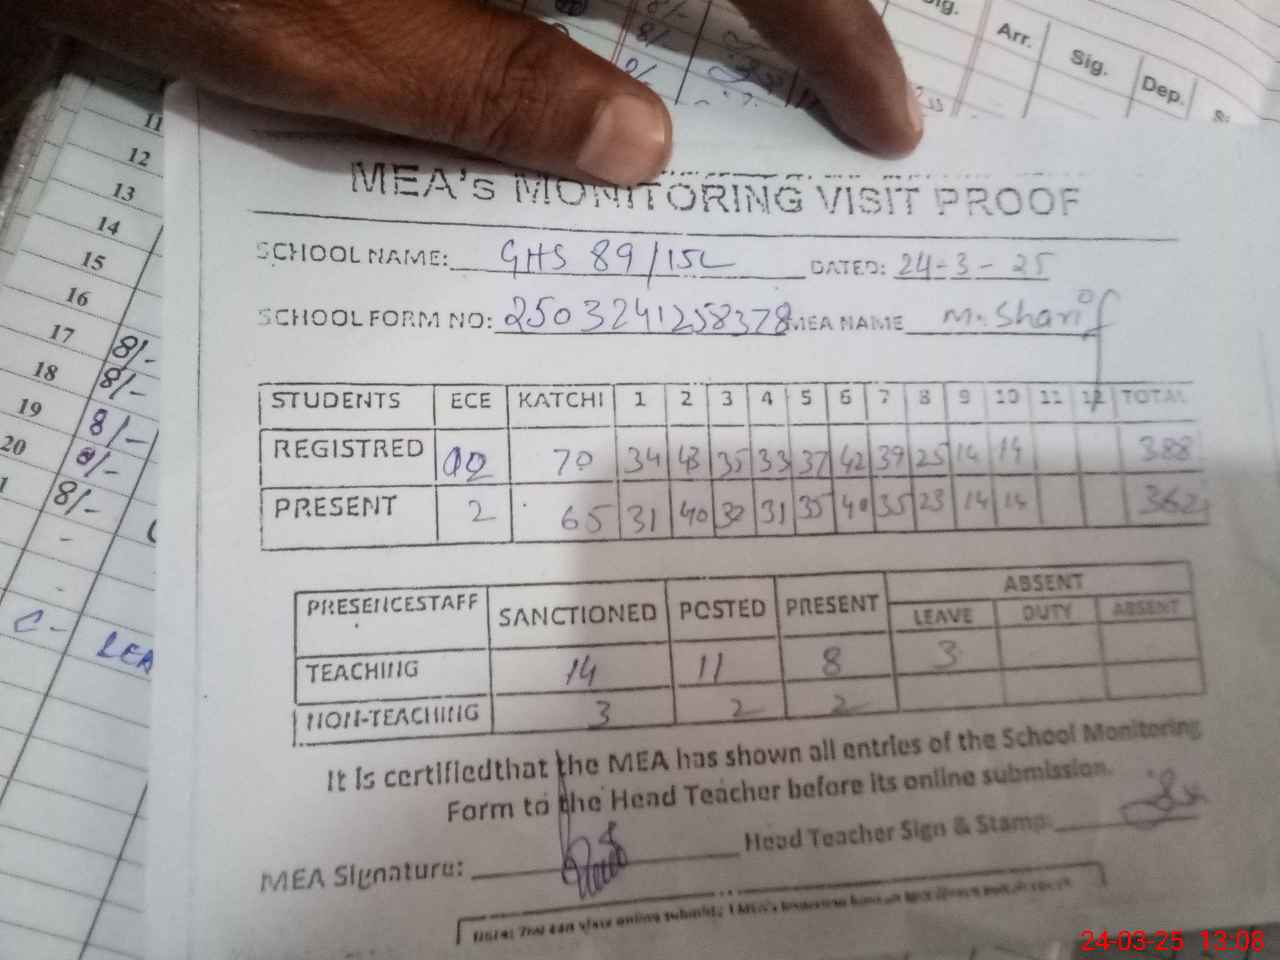 Sig.
Arr. Sig. Dep.
11
12
13
14
15
16
17 8/-
18 8/-
19 8/-
20
8/-
C- LEA
MEA's MONITORING VISIT PROOF
SCHOOL NAME: GHS 89/15L DATED: 24-3-25
SCHOOL FORM NO: 2503241258378 MEA NAME M. Sharif
STUDENTS ECE KATCHI 1 2 3 4 5 6 7 8 9 10 11 12 TOTAL
REGISTRED 02 70 34 43 35 33 37 42 39 25 14 14 388
PRESENT 2 65 31 40 32 31 35 40 35 23 14 14 362
PRESENCESTAFF SANCTIONED POSTED PRESENT ABSENT
LEAVE DUTY ABSENT
TEACHING 14 11 8 3
NON-TEACHING 3 2 2
It is certifiedthat the MEA has shown all entries of the School Monitoring
Form to the Head Teacher before its online submission.
MEA Signature: Head Teacher Sign & Stamp:
24-03-25 13:08